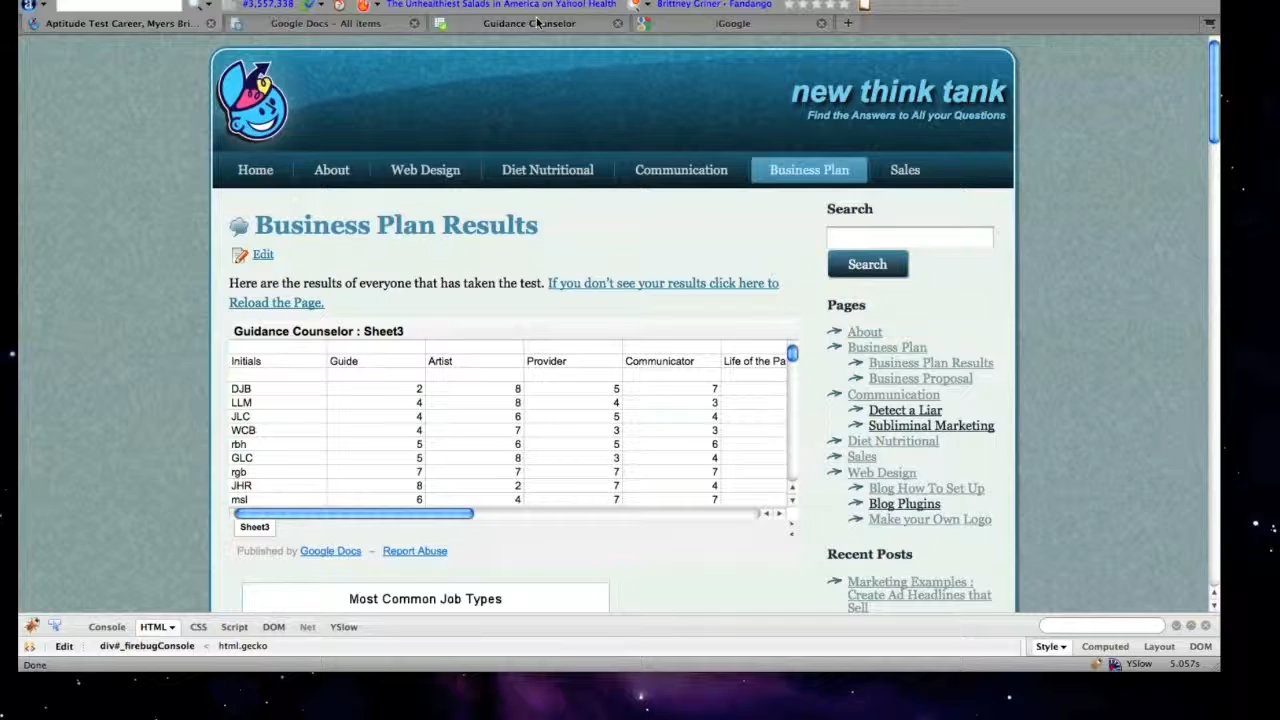 #3,557,338
The Unhealthiest Salads in America on Yahoo! Health
Brittney Griner • Fandango
Aptitude Test Career, Myers Bri...
Google Docs - All items
Guidance Counselor
iGoogle
new think tank
Find the Answers to All your Questions
Home
About
Web Design
Diet Nutritional
Communication
Business Plan
Sales
Business Plan Results
Edit
Here are the results of everyone that has taken the test. If you don't see your results click here to
Reload the Page.
Guidance Counselor : Sheet3
Initials Guide Artist Provider Communicator Life of the Pa
DJB 2 8 5 7
LLM 4 8 4 3
JLC 4 6 5 4
WCB 4 7 3 3
rbh 5 6 5 6
GLC 5 8 3 4
rgb 7 7 7 7
JHR 8 2 7 4
msl 6 4 7 7
Sheet3
Published by Google Docs – Report Abuse
Most Common Job Types
Search
Search
Pages
About
Business Plan
Business Plan Results
Business Proposal
Communication
Detect a Liar
Subliminal Marketing
Diet Nutritional
Sales
Web Design
Blog How To Set Up
Blog Plugins
Make your Own Logo
Recent Posts
Marketing Examples :
Create Ad Headlines that
Sell
Console HTML CSS Script DOM Net YSlow
Edit div#_firebugConsole < html.gecko
Style Computed Layout DOM
Done
YSlow 5.057s